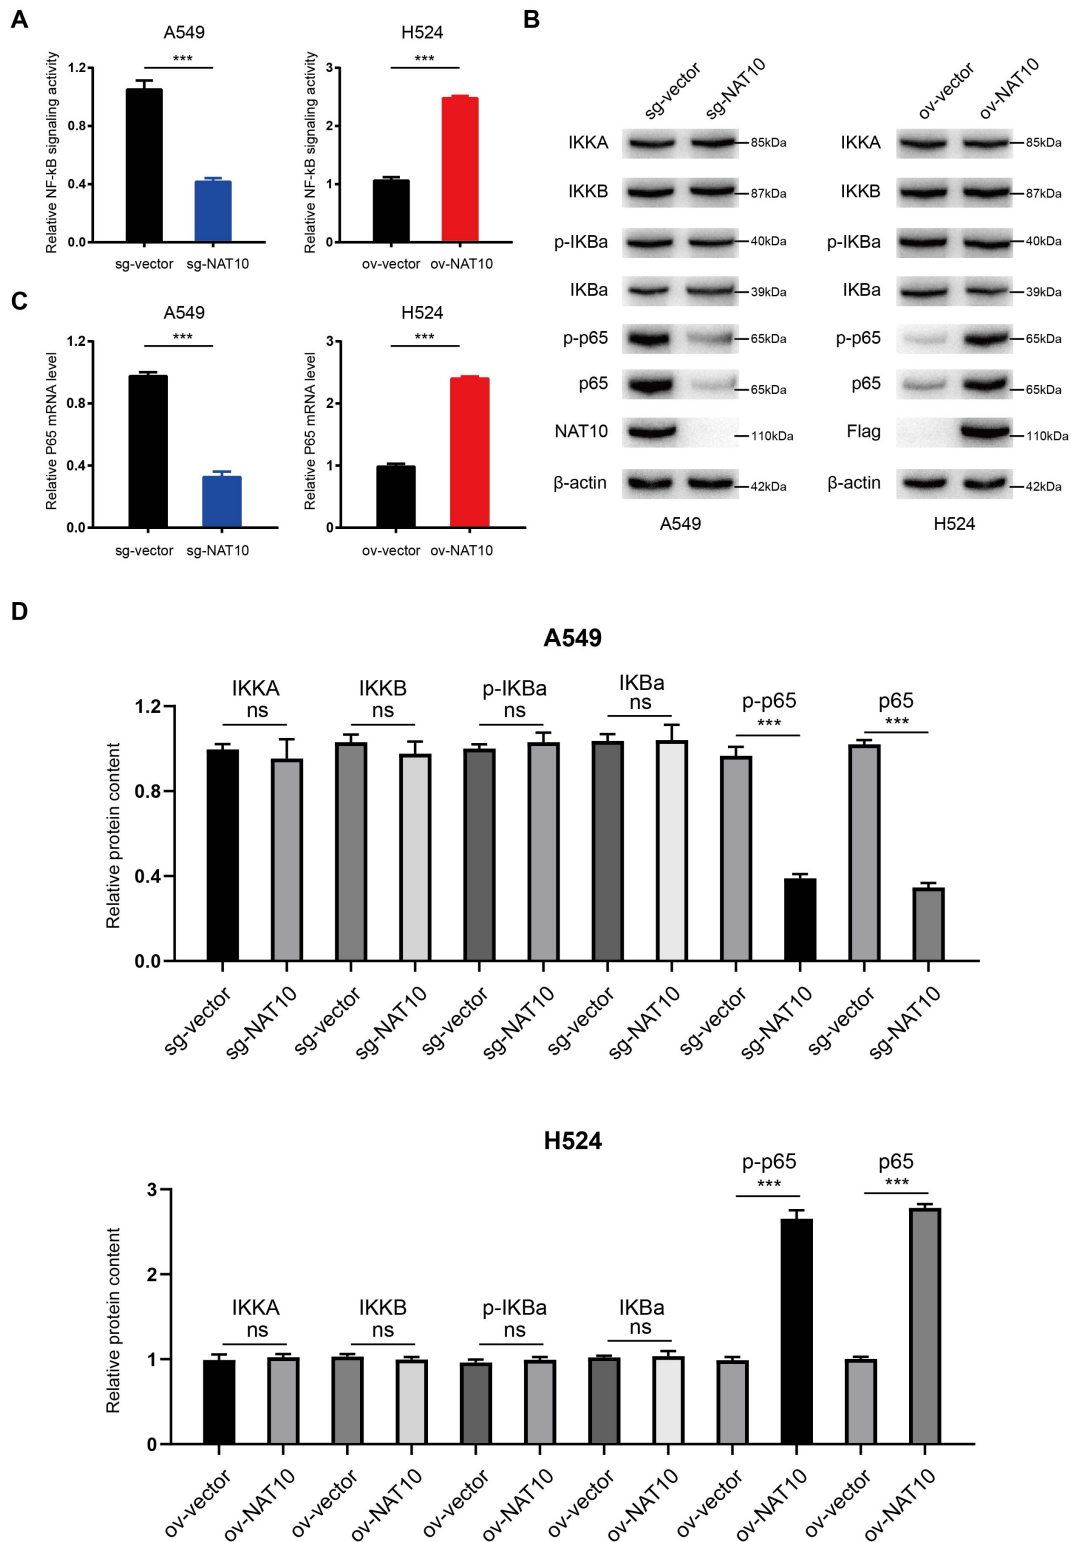 A
A549
***
Relative NF-kB signaling activity
1.2
0.8
0.4
0.0
sg-vector sg-NAT10
H524
***
Relative NF-kB signaling activity
3
2
1
0
ov-vector ov-NAT10
B
sg-vector sg-NAT10
IKKA 85kDa
IKKB 87kDa
p-IKBa 40kDa
IKBa 39kDa
p-p65 65kDa
p65 65kDa
NAT10 110kDa
β-actin 42kDa
A549
ov-vector ov-NAT10
IKKA 85kDa
IKKB 87kDa
p-IKBa 40kDa
IKBa 39kDa
p-p65 65kDa
p65 65kDa
Flag 110kDa
β-actin 42kDa
H524
C
A549
***
Relative P65 mRNA level
1.2
0.8
0.4
0.0
sg-vector sg-NAT10
H524
***
Relative P65 mRNA level
3
2
1
0
ov-vector ov-NAT10
D
A549
IKKA IKKB p-IKBa IKBa p-p65 p65
ns ns ns ns *** ***
Relative protein content
1.2
0.8
0.4
0.0
sg-vector sg-NAT10 sg-vector sg-NAT10 sg-vector sg-NAT10 sg-vector sg-NAT10 sg-vector sg-NAT10 sg-vector sg-NAT10
H524
p-p65 p65
*** ***
IKKA IKKB p-IKBa IKBa
ns ns ns ns
Relative protein content
3
2
1
0
ov-vector ov-NAT10 ov-vector ov-NAT10 ov-vector ov-NAT10 ov-vector ov-NAT10 ov-vector ov-NAT10 ov-vector ov-NAT10